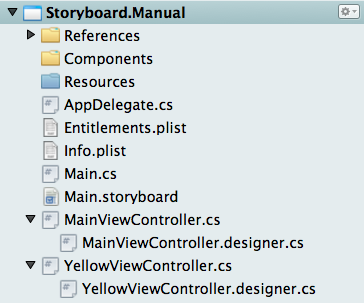 Storyboard.Manual
References
Components
Resources
AppDelegate.cs
Entitlements.plist
Info.plist
Main.cs
Main.storyboard
MainViewController.cs
MainViewController.designer.cs
YellowViewController.cs
YellowViewController.designer.cs